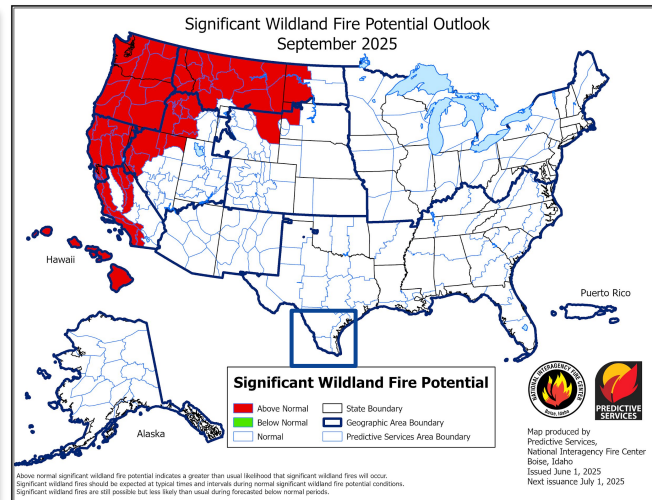 Significant Wildland Fire Potential Outlook
September 2025
Hawaii
Puerto Rico
Alaska
Significant Wildland Fire Potential
Above Normal
Below Normal
Normal
State Boundary
Geographic Area Boundary
Predictive Services Area Boundary
NATIONAL INTERAGENCY FIRE CENTER
Boise, Idaho
PREDICTIVE
SERVICES
Map produced by
Predictive Services,
National Interagency Fire Center
Boise, Idaho
Issued June 1, 2025
Next issuance July 1, 2025
Above normal significant wildland fire potential indicates a greater than usual likelihood that significant wildland fires will occur.
Significant wildland fires should be expected at typical times and intervals during normal significant wildland fire potential conditions.
Significant wildland fires are still possible but less likely than usual during forecasted below normal periods.